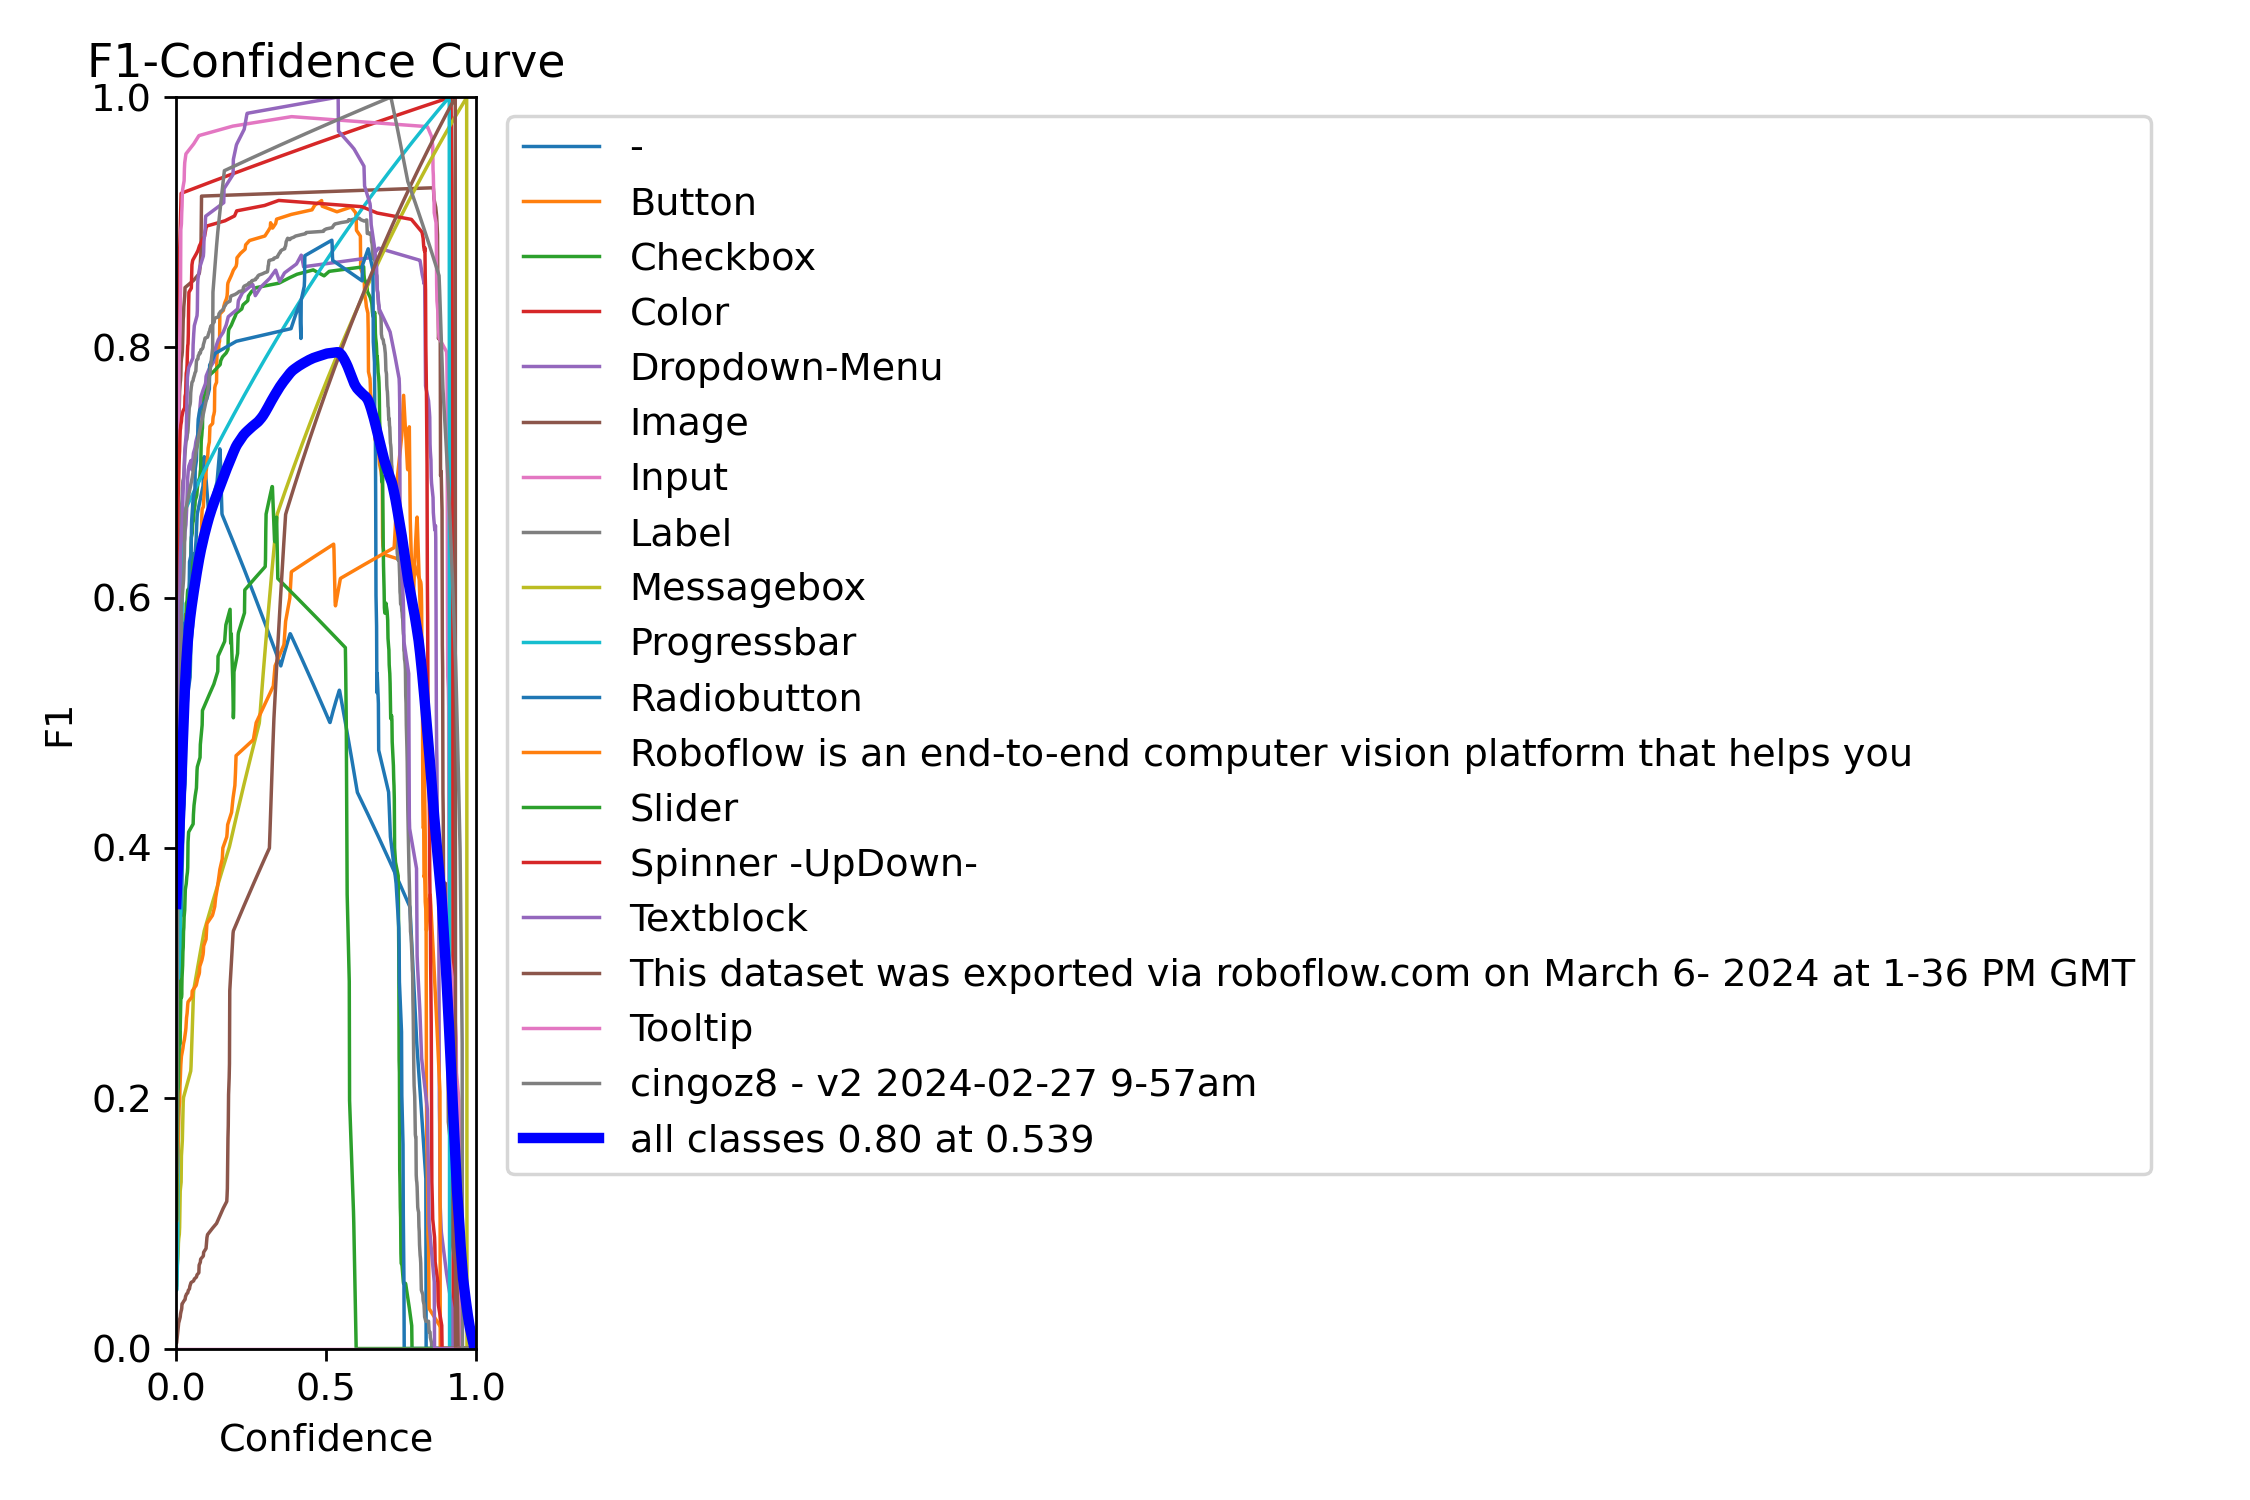 F1-Confidence Curve
1.0
0.8
0.6
0.4
0.2
0.0
F1
0.0 0.5 1.0
Confidence
-
Button
Checkbox
Color
Dropdown-Menu
Image
Input
Label
Messagebox
Progressbar
Radiobutton
Roboflow is an end-to-end computer vision platform that helps you
Slider
Spinner -UpDown-
Textblock
This dataset was exported via roboflow.com on March 6- 2024 at 1-36 PM GMT
Tooltip
cingoz8 - v2 2024-02-27 9-57am
all classes 0.80 at 0.539